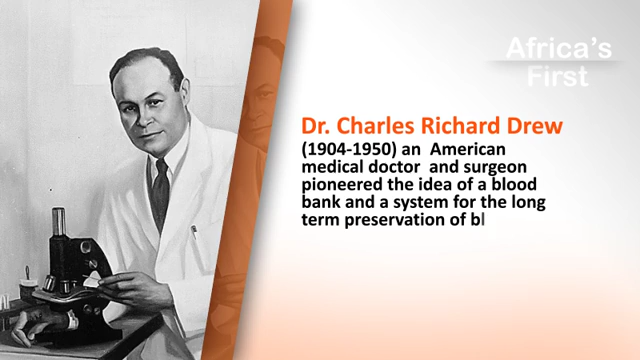 Africa's
First
Dr. Charles Richard Drew
(1904-1950) an American
medical doctor and surgeon
pioneered the idea of a blood
bank and a system for the long
term preservation of bl